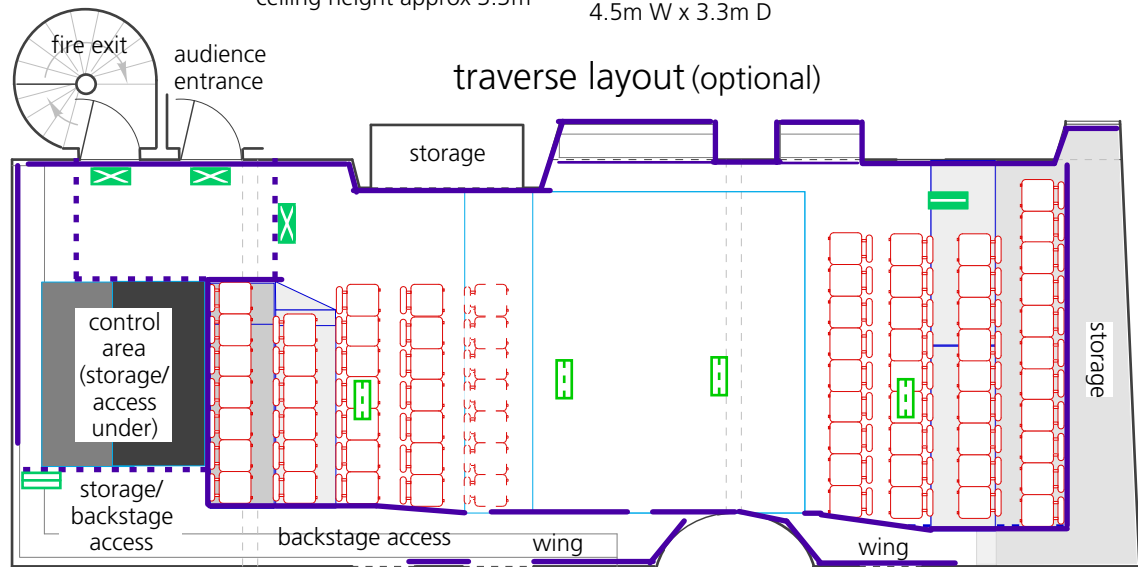 4.5m W x 3.3m D
fire exit
audience
entrance
traverse layout (optional)
storage
control
area
(storage/
access
under)
storage
storage/
backstage
access
backstage access
wing
wing